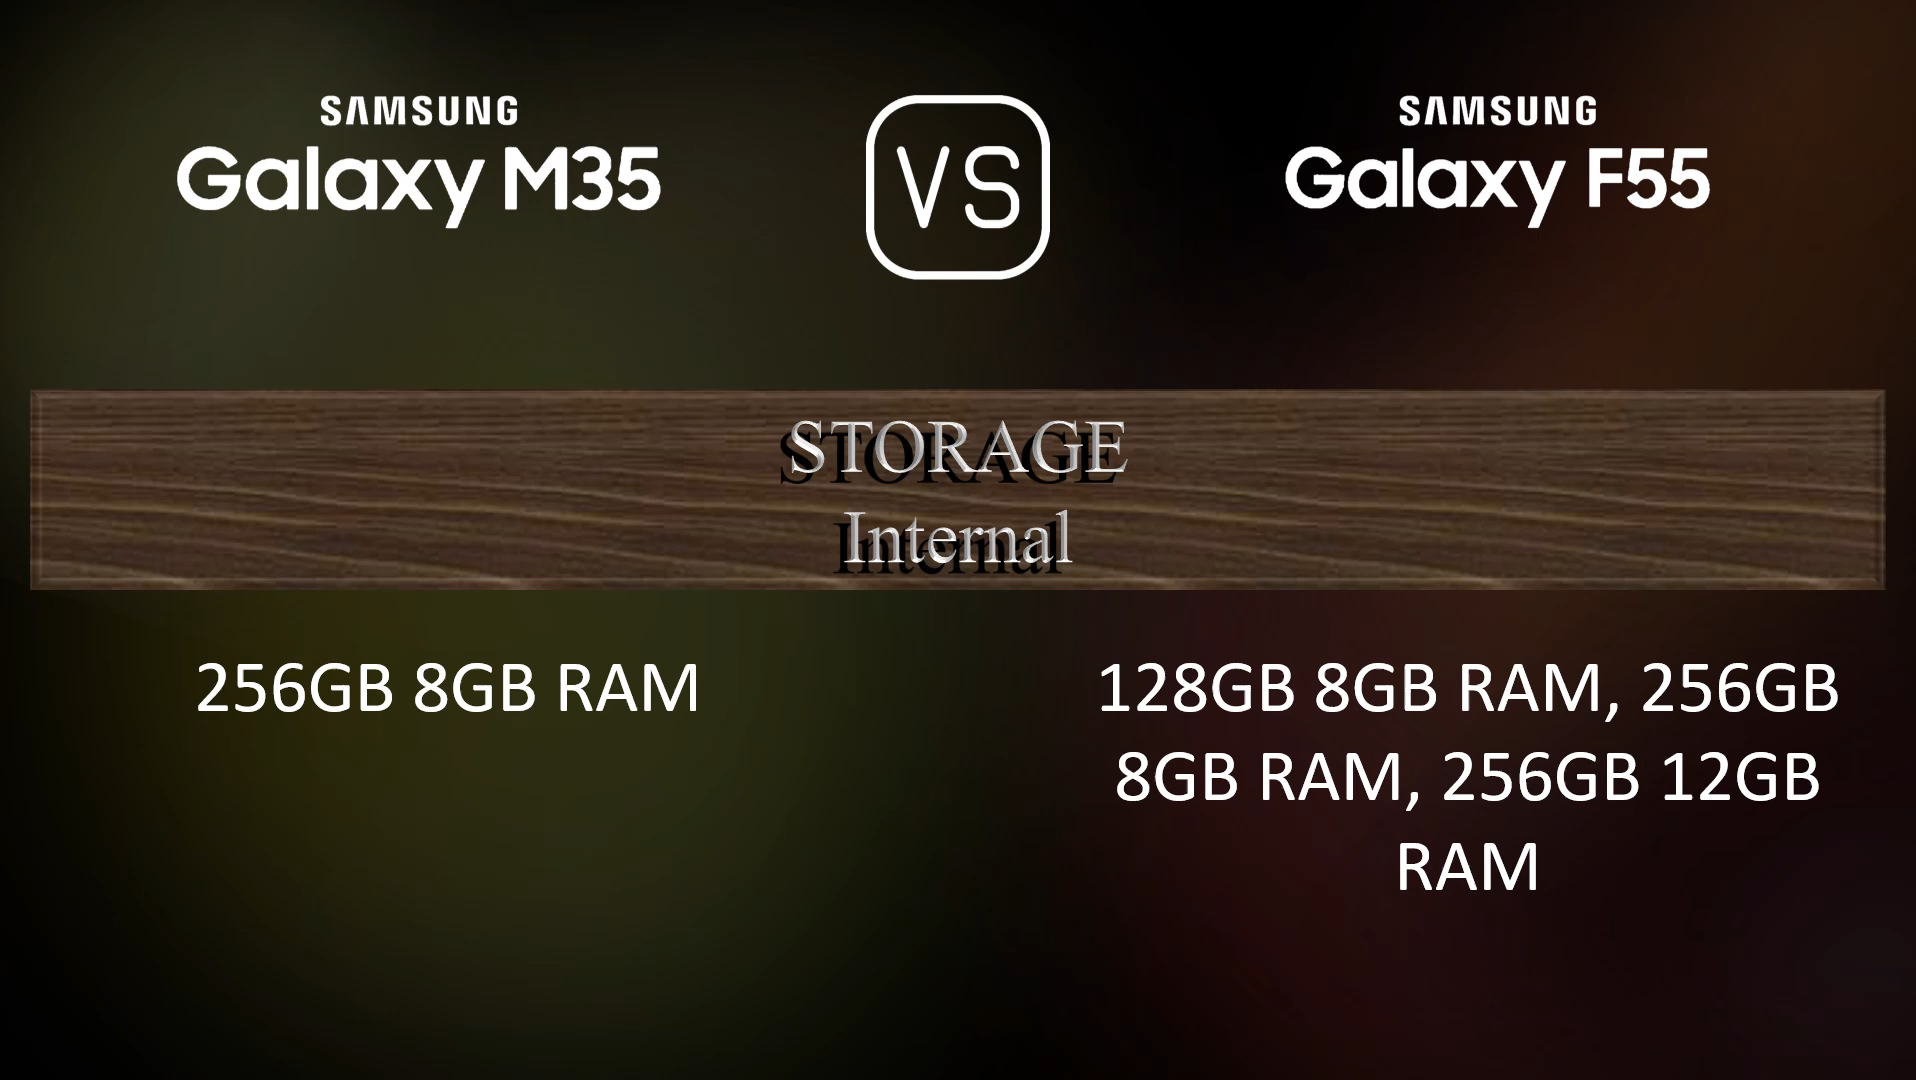 SAMSUNG
Galaxy M35
VS
SAMSUNG
Galaxy F55
STORAGE
Internal
256GB 8GB RAM
128GB 8GB RAM, 256GB
8GB RAM, 256GB 12GB
RAM